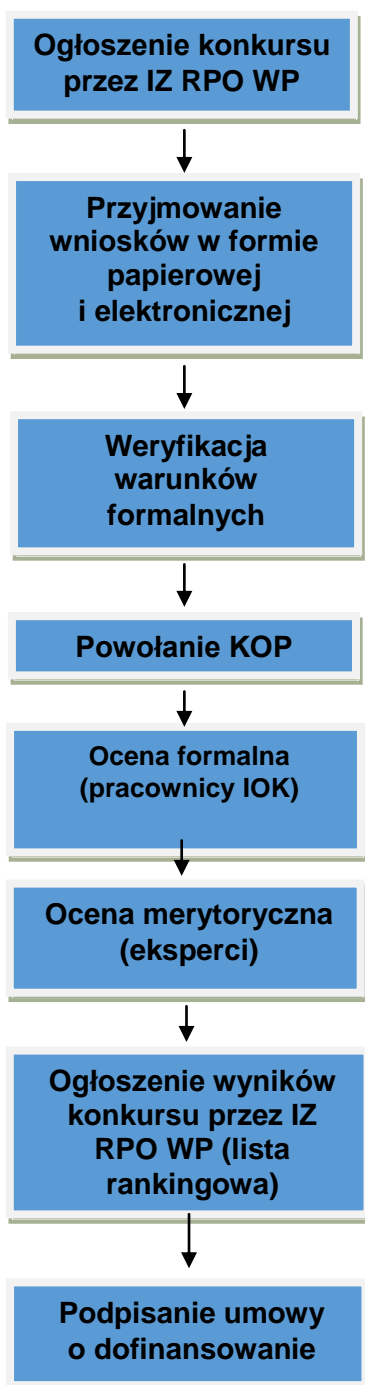 Ogłoszenie konkursu
przez IZ RPO WP
Przyjmowanie
wniosków w formie
papierowej
i elektronicznej
Weryfikacja
warunków
formalnych
Powołanie KOP
Ocena formalna
(pracownicy IOK)
Ocena merytoryczna
(eksperci)
Ogłoszenie wyników
konkursu przez IZ
RPO WP (lista
rankingowa)
Podpisanie umowy
o dofinansowanie